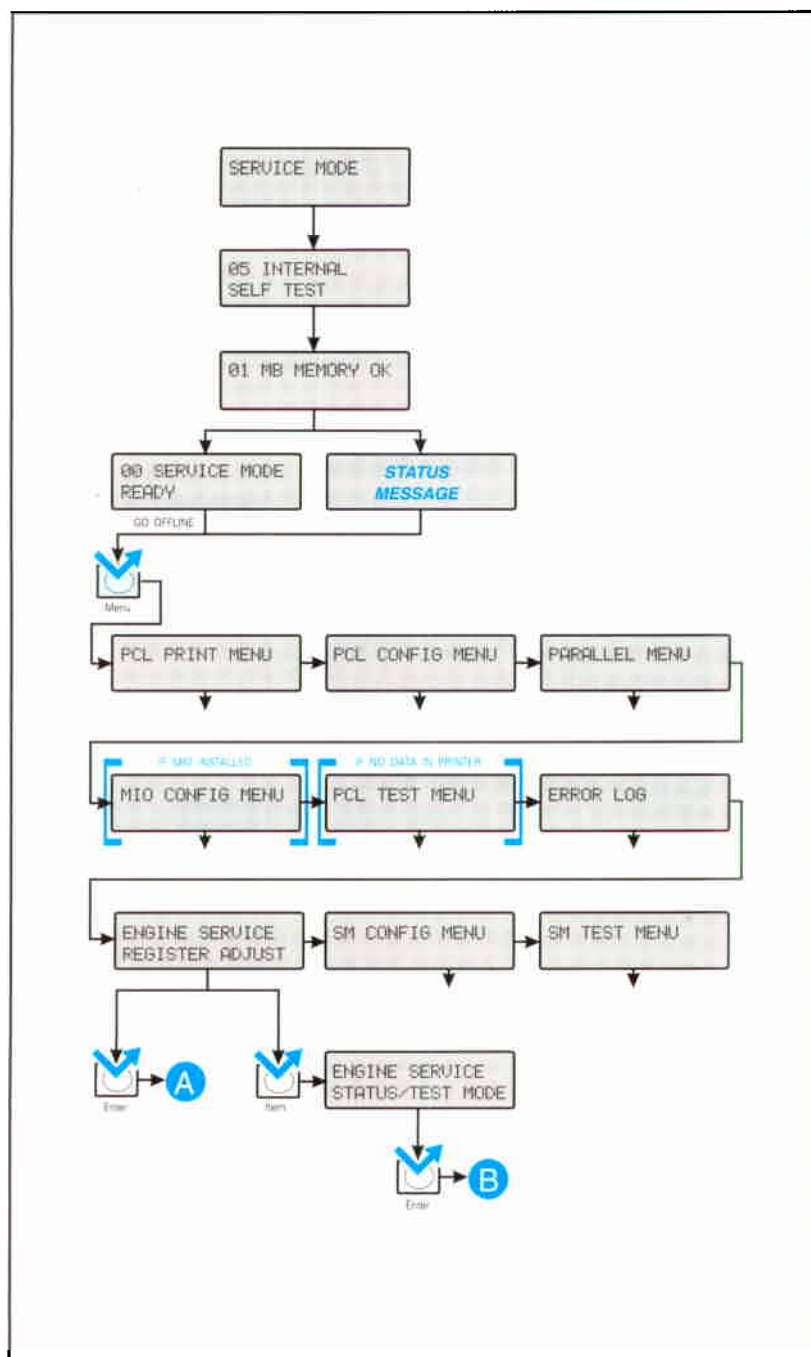 SERVICE MODE
05 INTERNAL
SELF TEST
01 MB MEMORY OK
00 SERVICE MODE
READY
STATUS
MESSAGE
GO OFFLINE
Menu
PCL PRINT MENU
PCL CONFIG MENU
PARALLEL MENU
IF MIO INSTALLED
IF NO DATA IN PRINTER
MIO CONFIG MENU
PCL TEST MENU
ERROR LOG
ENGINE SERVICE
REGISTER ADJUST
SM CONFIG MENU
SM TEST MENU
Enter
A
Item
ENGINE SERVICE
STATUS/TEST MODE
Enter
B